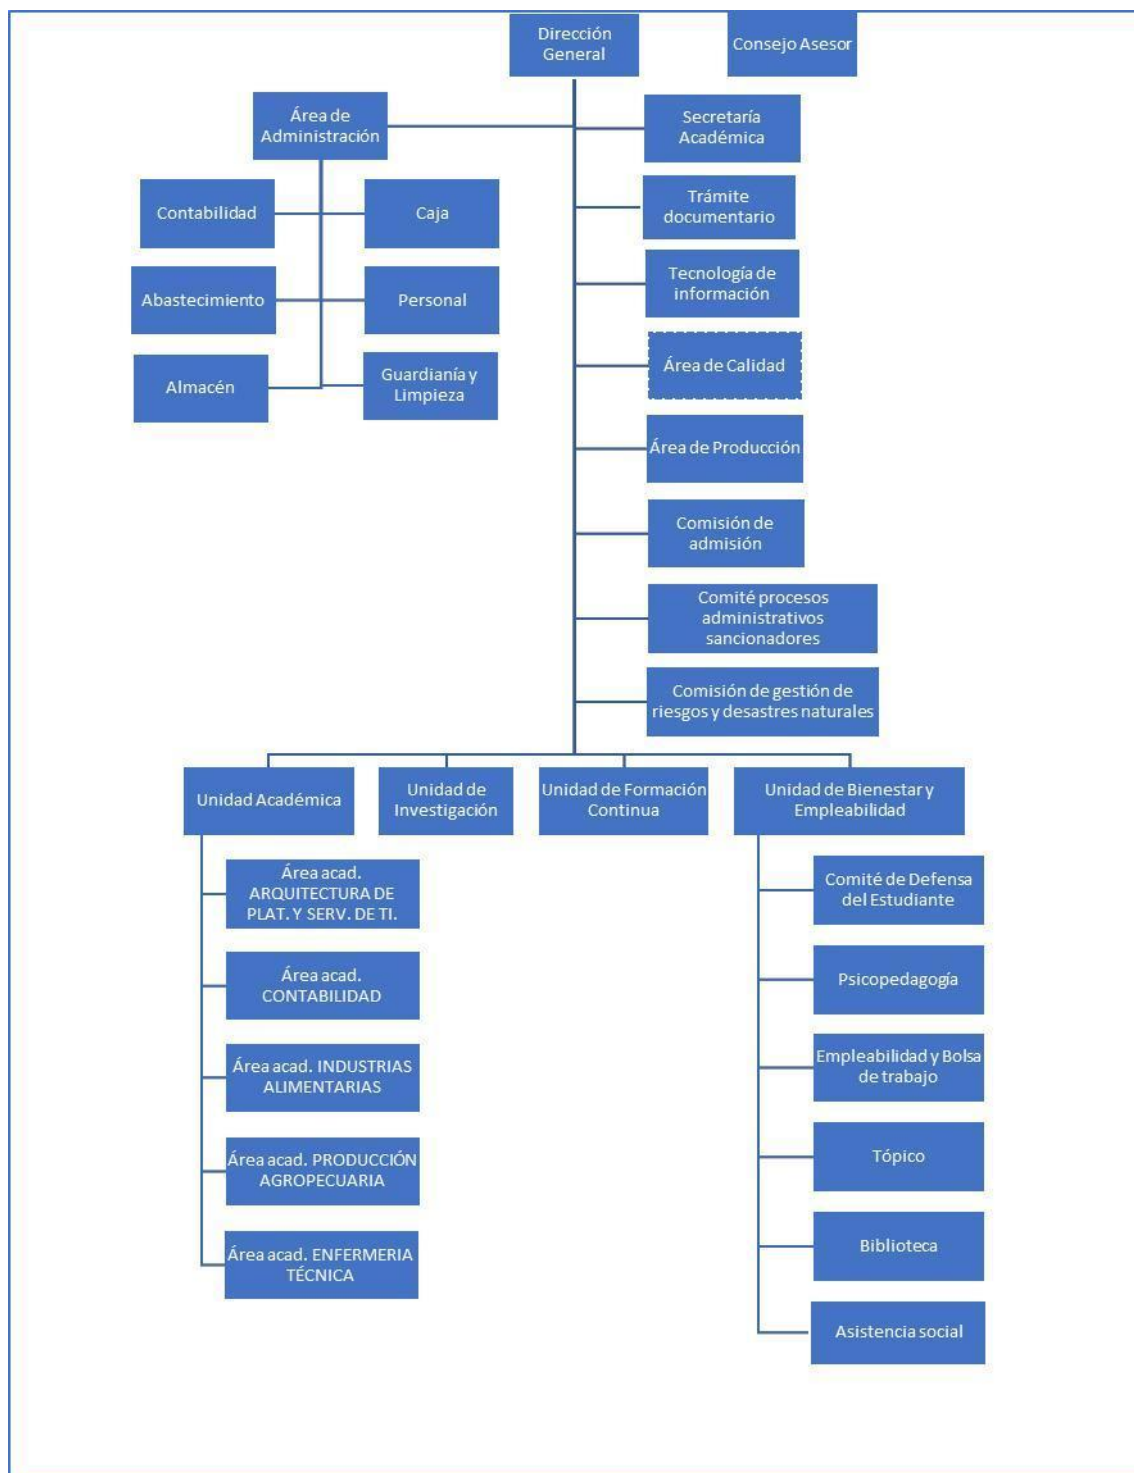 Dirección
General
Consejo Asesor
Área de
Administración
Secretaría
Académica
Contabilidad
Caja
Trámite
documentario
Abastecimiento
Personal
Tecnología de
información
Almacén
Guardianía y
Limpieza
Área de Calidad
Área de Producción
Comisión de
admisión
Comité procesos
administrativos
sancionadores
Comisión de gestión de
riesgos y desastres naturales
Unidad Académica
Unidad de
Investigación
Unidad de Formación
Continua
Unidad de Bienestar y
Empleabilidad
Área acad.
ARQUITECTURA DE
PLAT. Y SERV. DE TI.
Área acad.
CONTABILIDAD
Área acad. INDUSTRIAS
ALIMENTARIAS
Área acad. PRODUCCIÓN
AGROPECUARIA
Área acad. ENFERMERIA
TÉCNICA
Comité de Defensa
del Estudiante
Psicopedagogía
Empleabilidad y Bolsa
de trabajo
Tópico
Biblioteca
Asistencia social